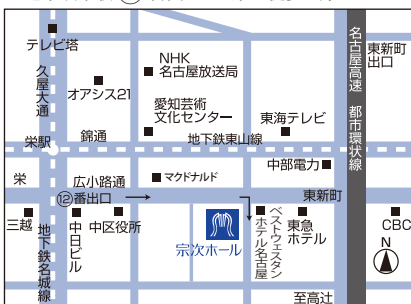 テレビ塔
久屋大通
オアシス21
NHK
名古屋放送局
名古屋高速 都市環状線
東新町
出口
愛知芸術
文化センター
東海テレビ
栄駅
錦通
地下鉄東山線
中部電力
栄
広小路通
マクドナルド
東新町
⑫番出口
三越
地下鉄名城線
中日ビル
中区役所
宗次ホール
ベストウェスタン
ホテル名古屋
東急
ホテル
CBC
N
至高辻